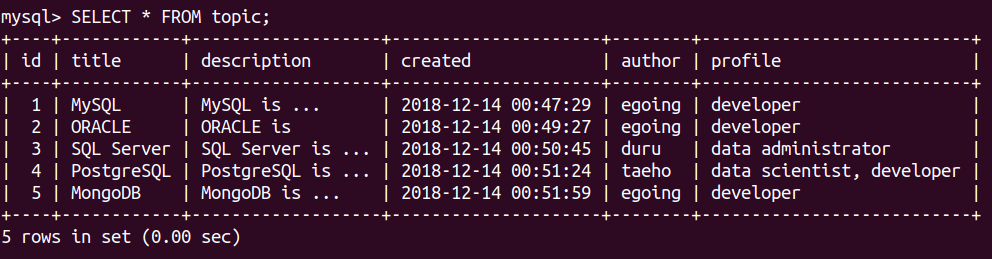 mysql> SELECT * FROM topic;
+----+------------+-------------------+---------------------+--------+---------------------------+
| id | title      | description       | created             | author | profile                   |
+----+------------+-------------------+---------------------+--------+---------------------------+
|  1 | MySQL      | MySQL is ...      | 2018-12-14 00:47:29 | egoing | developer                 |
|  2 | ORACLE     | ORACLE is         | 2018-12-14 00:49:27 | egoing | developer                 |
|  3 | SQL Server | SQL Server is ... | 2018-12-14 00:50:45 | duru   | data administrator        |
|  4 | PostgreSQL | PostgreSQL is ... | 2018-12-14 00:51:24 | taeho  | data scientist, developer |
|  5 | MongoDB    | MongoDB is ...    | 2018-12-14 00:51:59 | egoing | developer                 |
+----+------------+-------------------+---------------------+--------+---------------------------+
5 rows in set (0.00 sec)